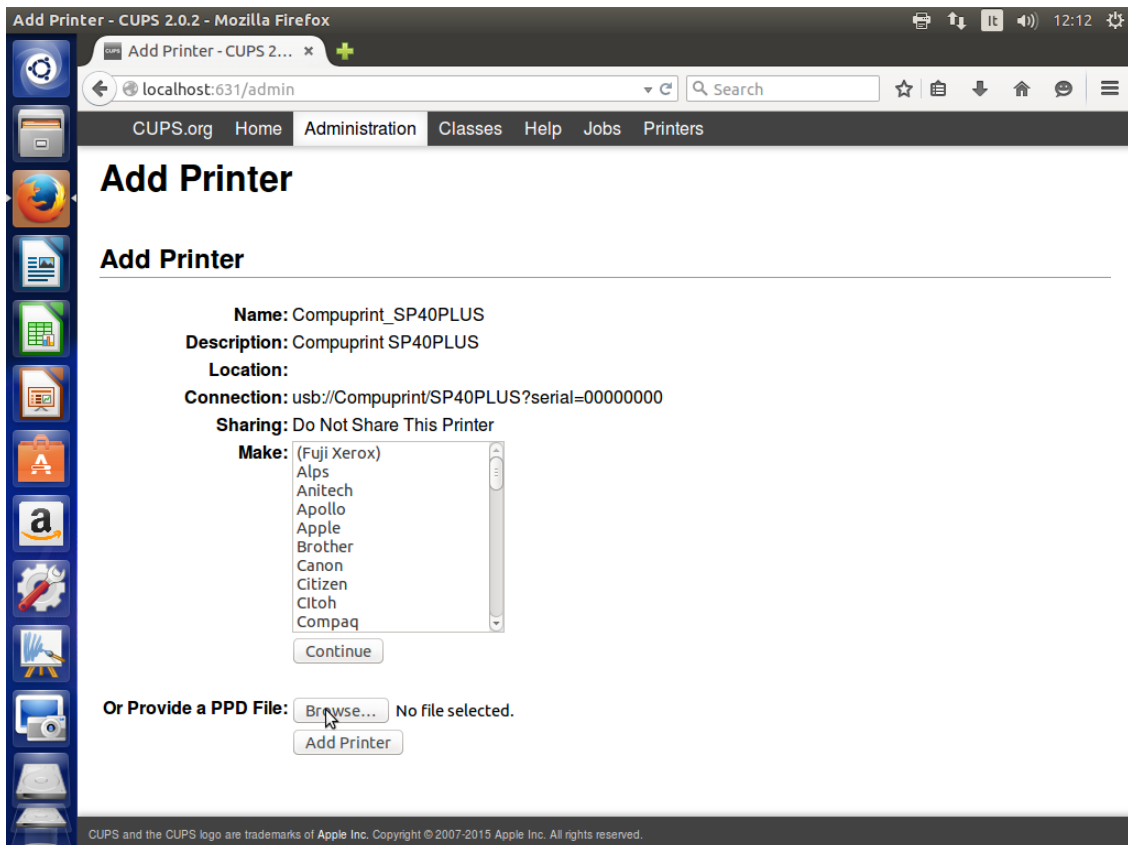 Add Printer - CUPS 2.0.2 - Mozilla Firefox It 12:12
CUPS Add Printer - CUPS 2... ×
localhost:631/admin Search
CUPS.org Home Administration Classes Help Jobs Printers
Add Printer
Add Printer
Name: Compuprint_SP40PLUS
Description: Compuprint SP40PLUS
Location:
Connection: usb://Compuprint/SP40PLUS?serial=00000000
Sharing: Do Not Share This Printer
Make: (Fuji Xerox)
Alps
Anitech
Apollo
Apple
Brother
Canon
Citizen
CItoh
Compaq
Continue
Or Provide a PPD File: Browse... No file selected.
Add Printer
CUPS and the CUPS logo are trademarks of Apple Inc. Copyright © 2007-2015 Apple Inc. All rights reserved.